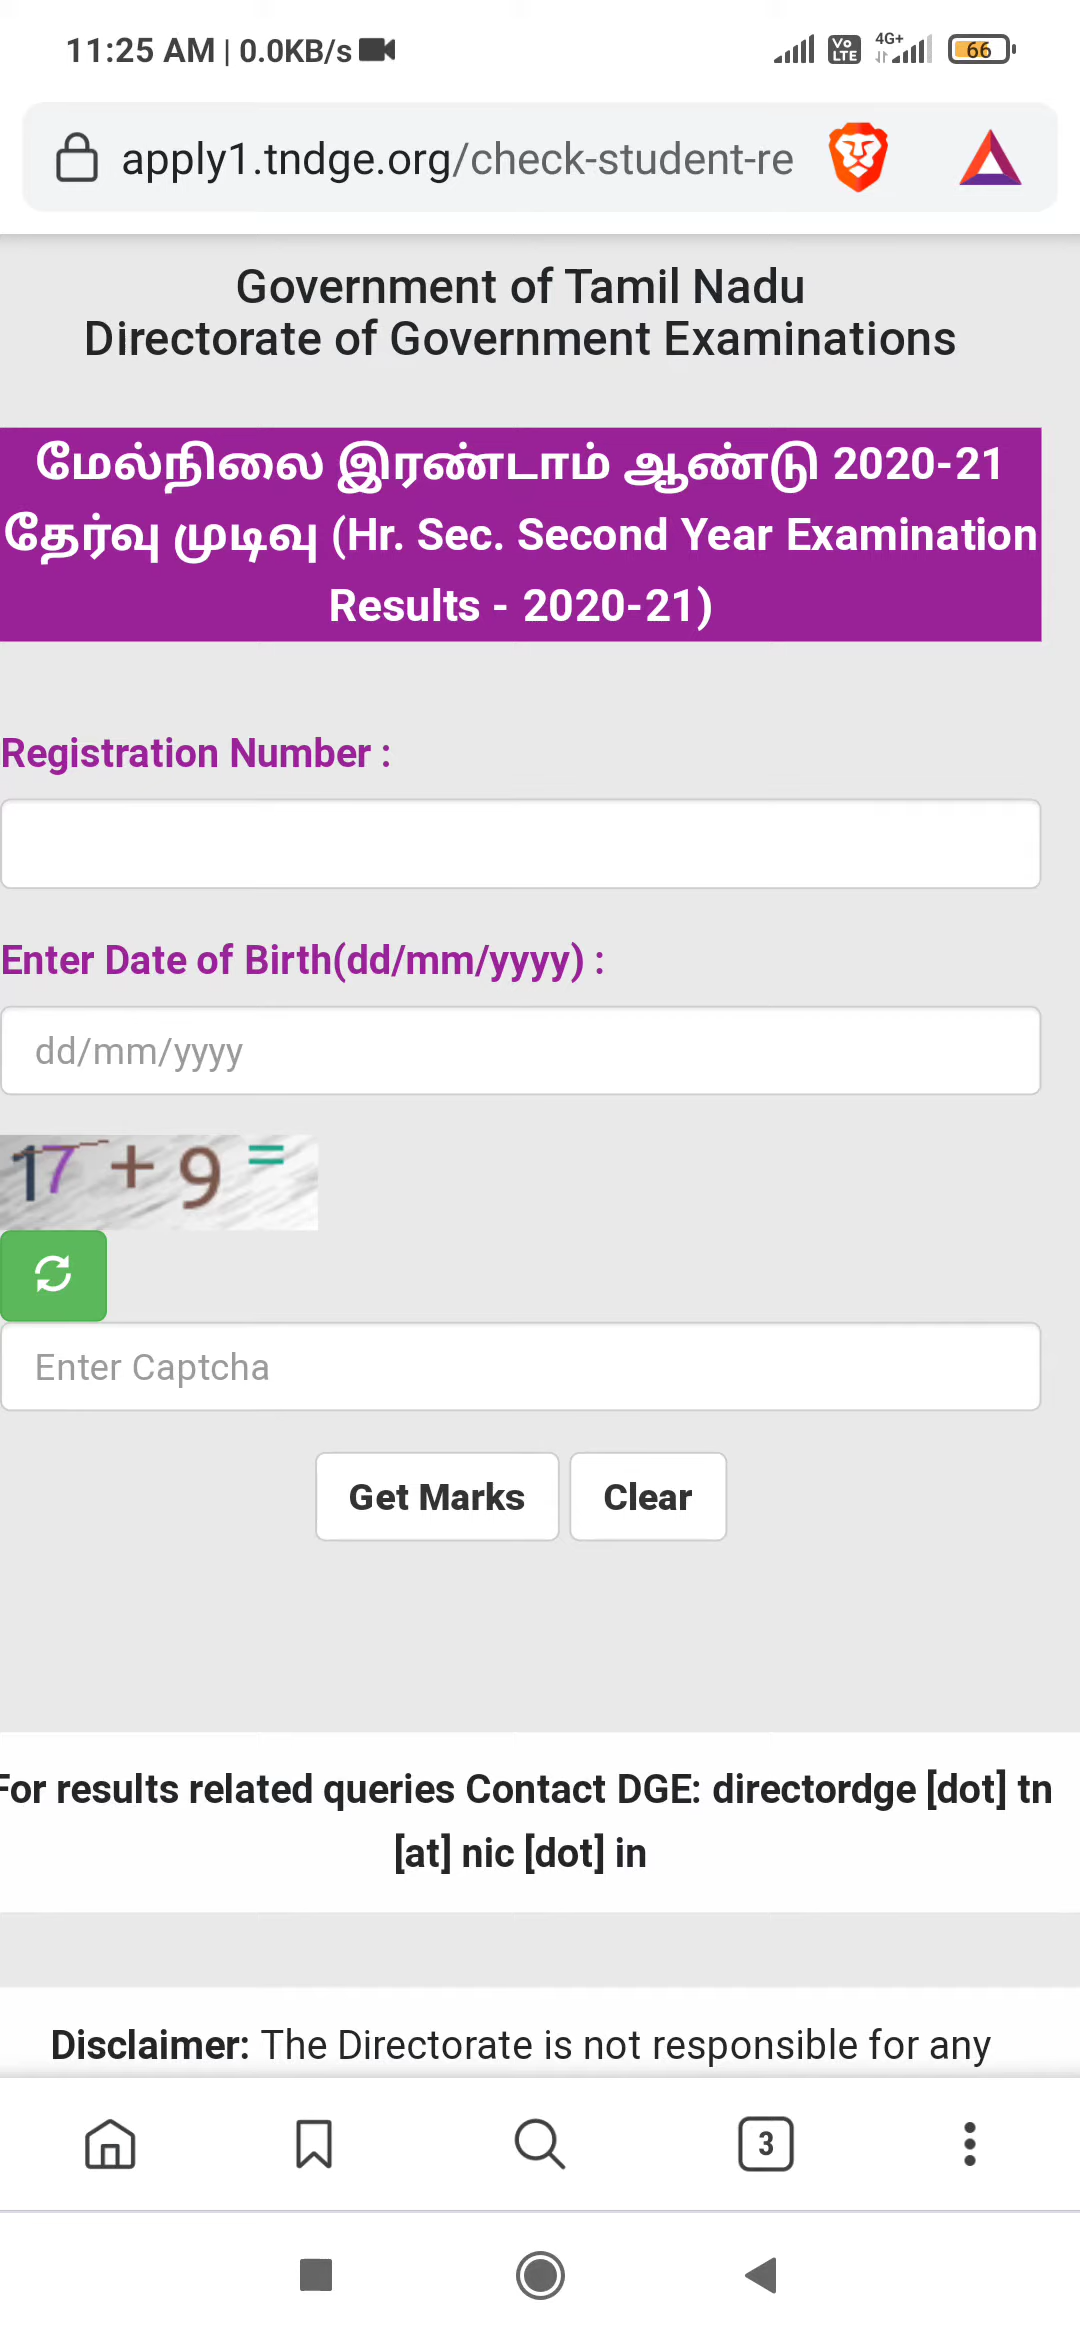 11:25 AM | 0.0KB/s
Vo LTE 4G+ 66
apply1.tndge.org/check-student-re
Government of Tamil Nadu
Directorate of Government Examinations
மேல்நிலை இரண்டாம் ஆண்டு 2020-21
தேர்வு முடிவு (Hr. Sec. Second Year Examination
Results - 2020-21)
Registration Number :
Enter Date of Birth(dd/mm/yyyy) :
dd/mm/yyyy
17 + 9 =
Enter Captcha
Get Marks Clear
For results related queries Contact DGE: directordge [dot] tn
[at] nic [dot] in
Disclaimer: The Directorate is not responsible for any
3